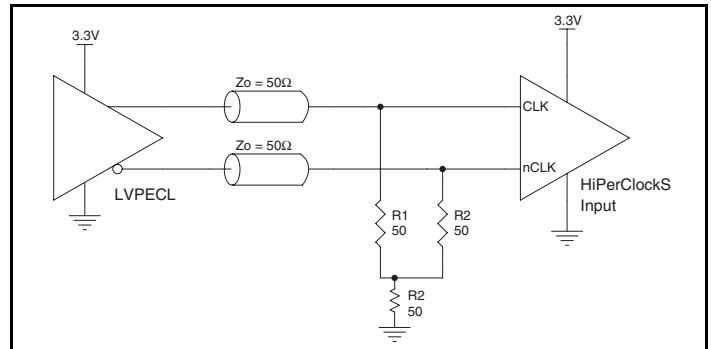 3.3V
3.3V
Zo = 50Ω
CLK
Zo = 50Ω
nCLK
LVPECL
HiPerClockS
Input
R1
50
R2
50
R2
50